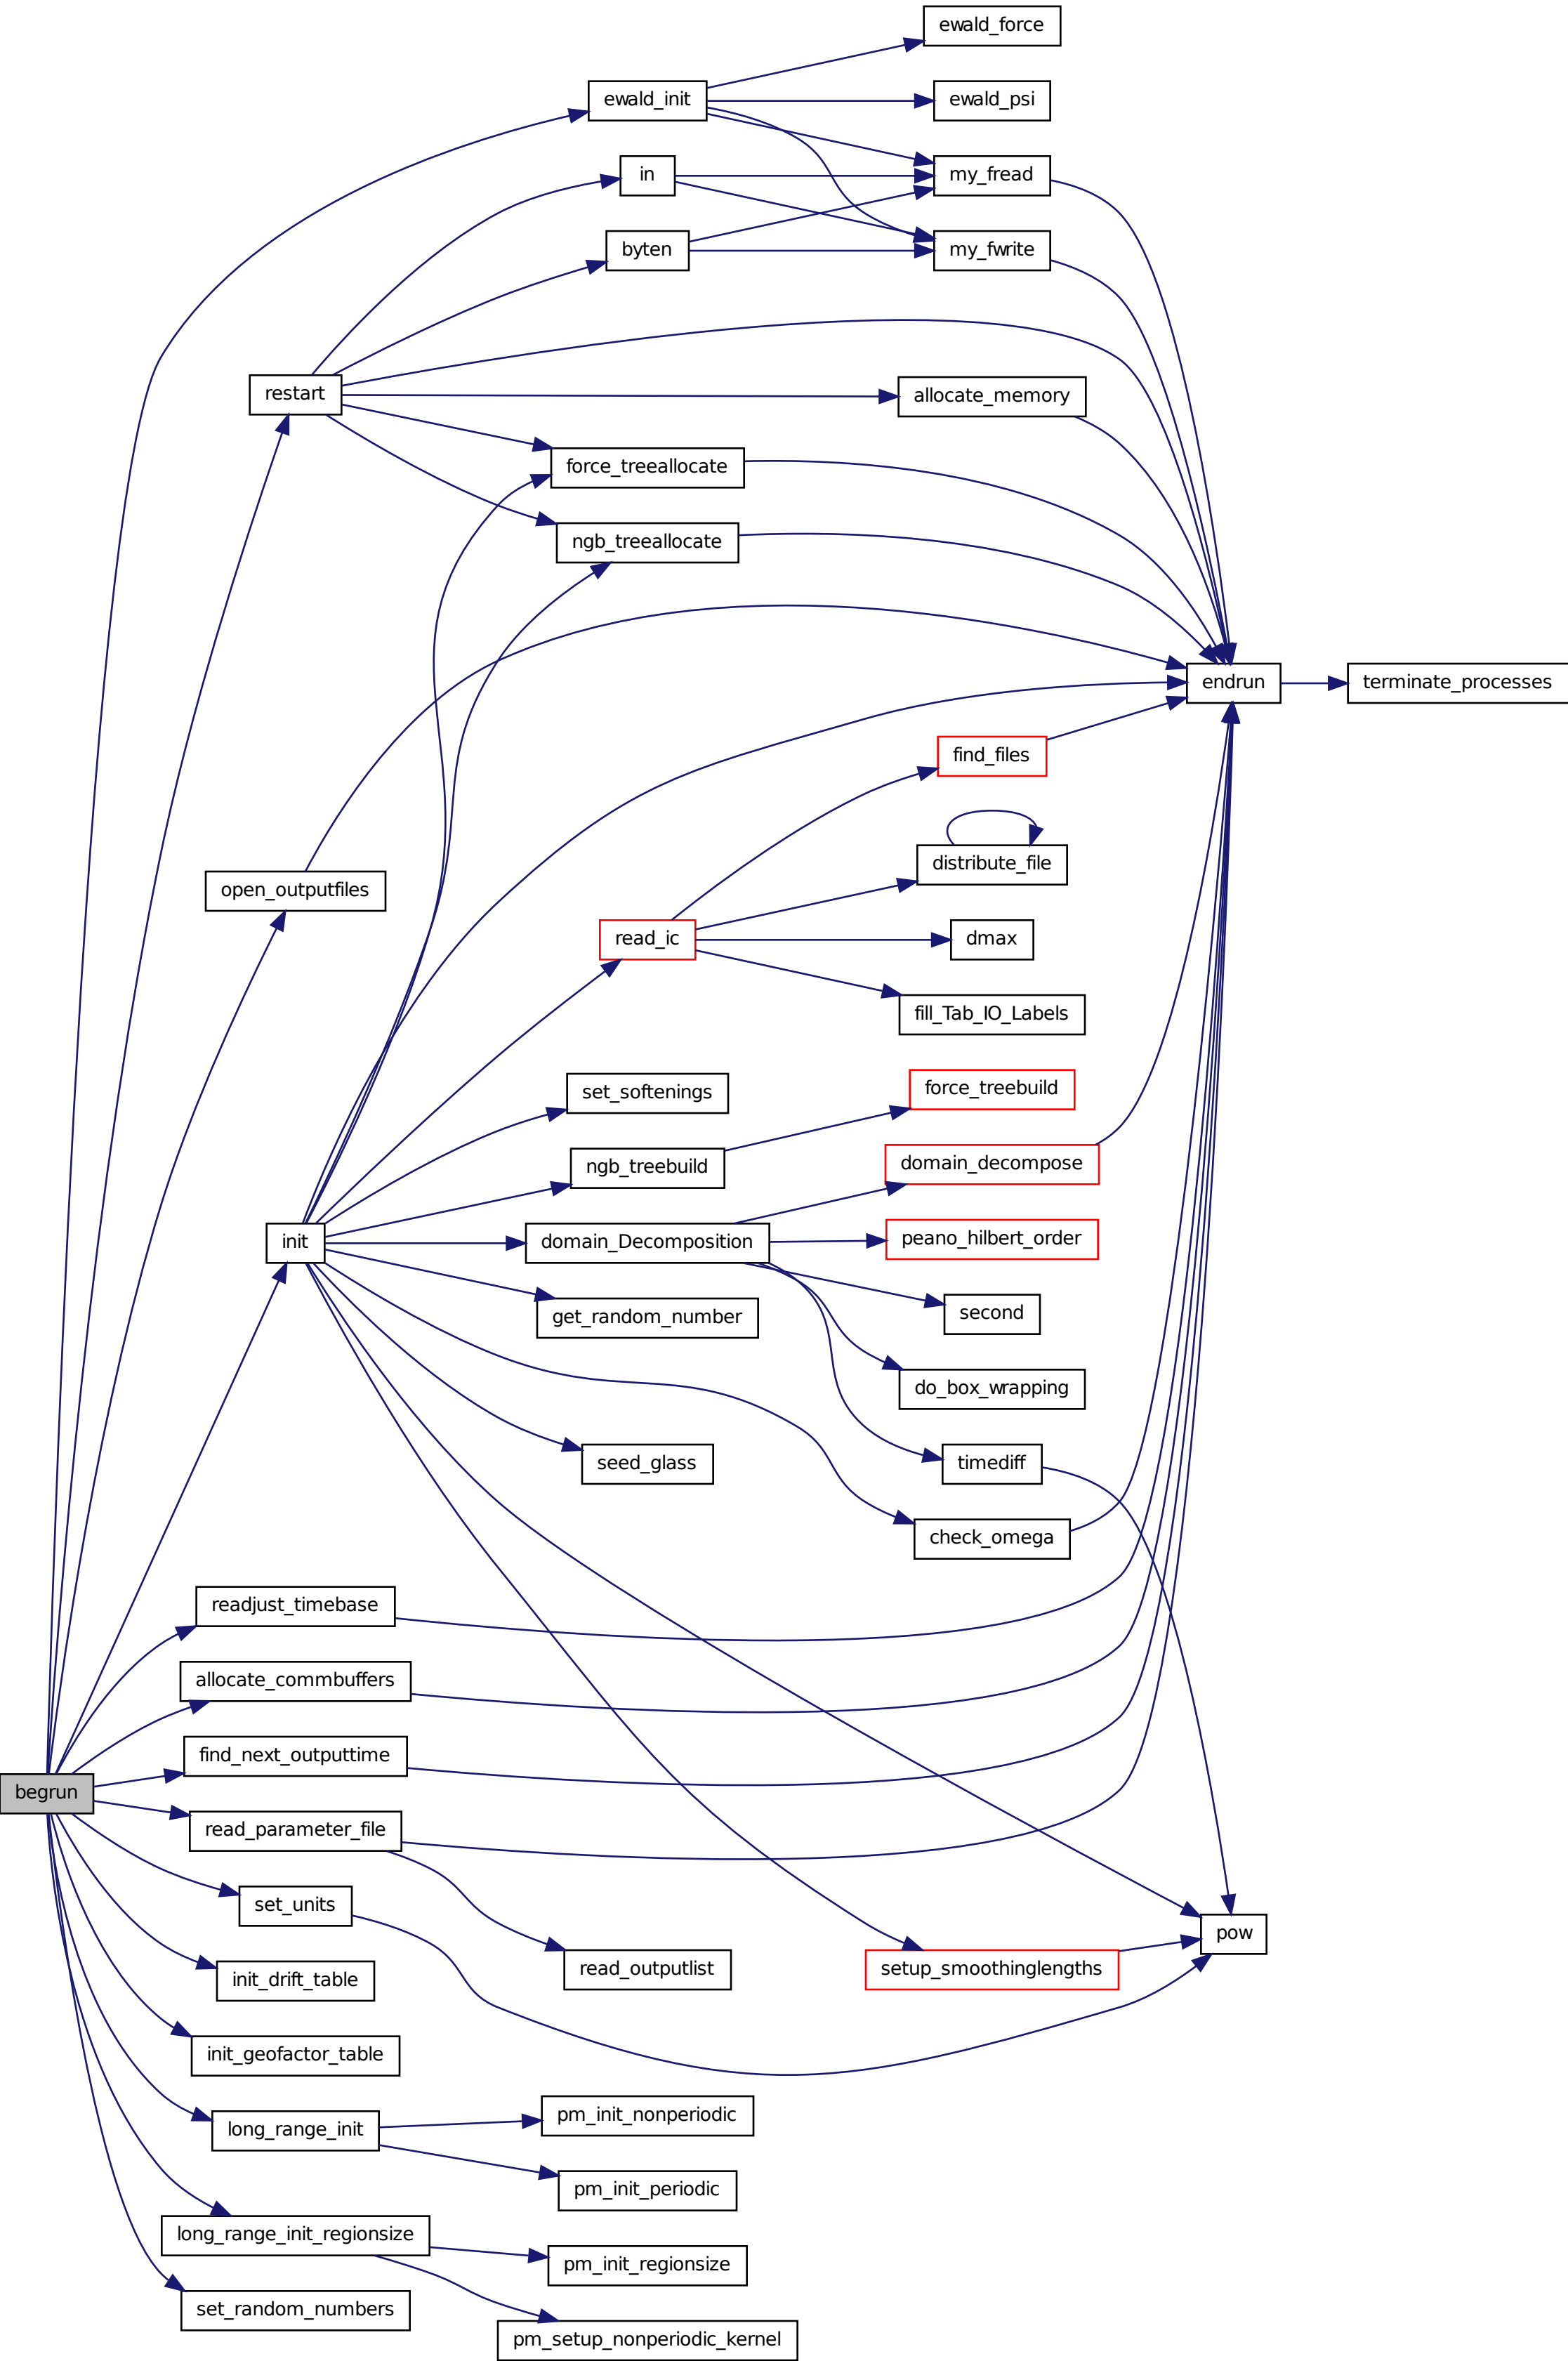 ewald_force
ewald_init
ewald_psi
in
my_fread
byten
my_fwrite
restart
allocate_memory
force_treeallocate
ngb_treeallocate
endrun
terminate_processes
find_files
distribute_file
open_outputfiles
read_ic
dmax
fill_Tab_IO_Labels
set_softenings
force_treebuild
ngb_treebuild
domain_decompose
init
domain_Decomposition
peano_hilbert_order
get_random_number
second
do_box_wrapping
seed_glass
timediff
check_omega
readjust_timebase
allocate_commbuffers
find_next_outputtime
begrun
read_parameter_file
set_units
pow
init_drift_table
read_outputlist
setup_smoothinglengths
init_geofactor_table
long_range_init
pm_init_nonperiodic
pm_init_periodic
long_range_init_regionsize
pm_init_regionsize
set_random_numbers
pm_setup_nonperiodic_kernel